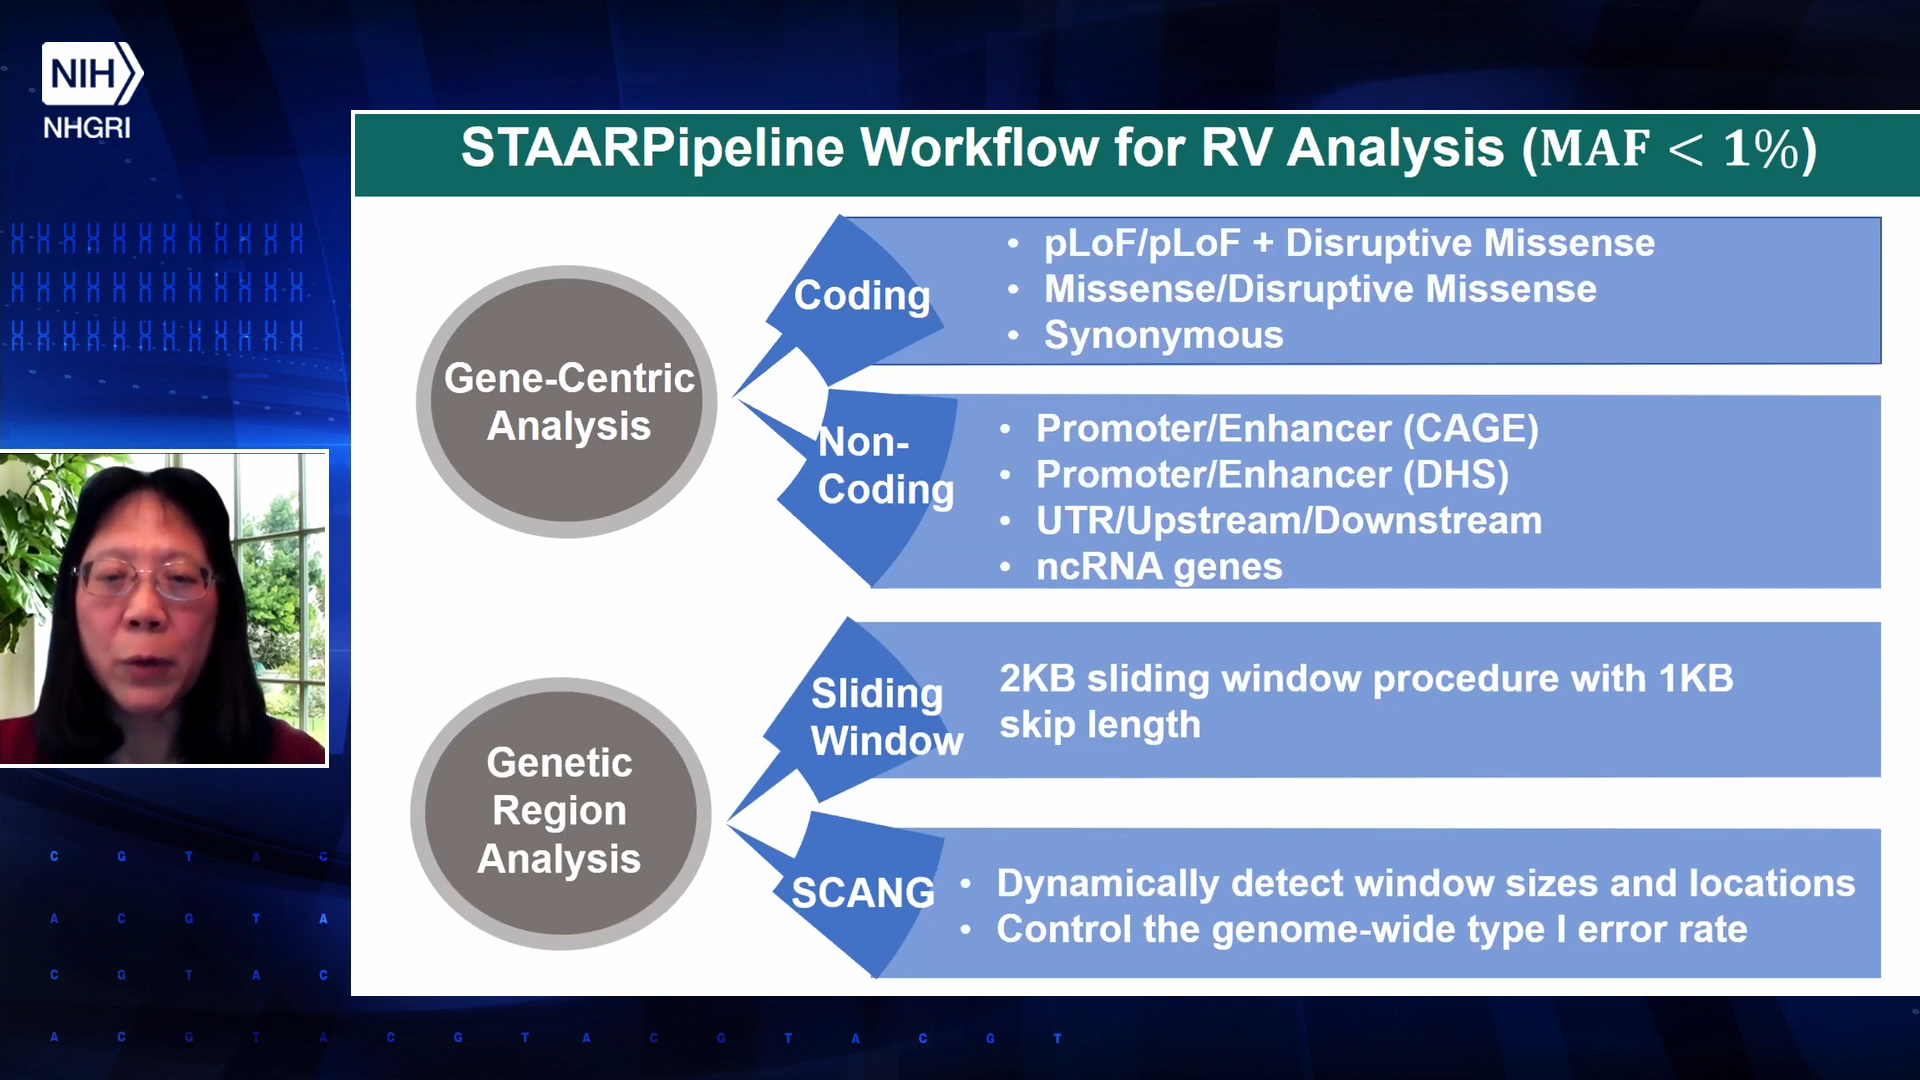 NIH
NHGRI
STAARPipeline Workflow for RV Analysis (MAF < 1%)
Gene-Centric
Analysis
Coding
• pLoF/pLoF + Disruptive Missense
• Missense/Disruptive Missense
• Synonymous
Non-
Coding
• Promoter/Enhancer (CAGE)
• Promoter/Enhancer (DHS)
• UTR/Upstream/Downstream
• ncRNA genes
Genetic
Region
Analysis
Sliding
Window
2KB sliding window procedure with 1KB
skip length
SCANG
• Dynamically detect window sizes and locations
• Control the genome-wide type I error rate
C G T A C
A C G T A
C G T A C
A C G T A C G T A C G T A C G T